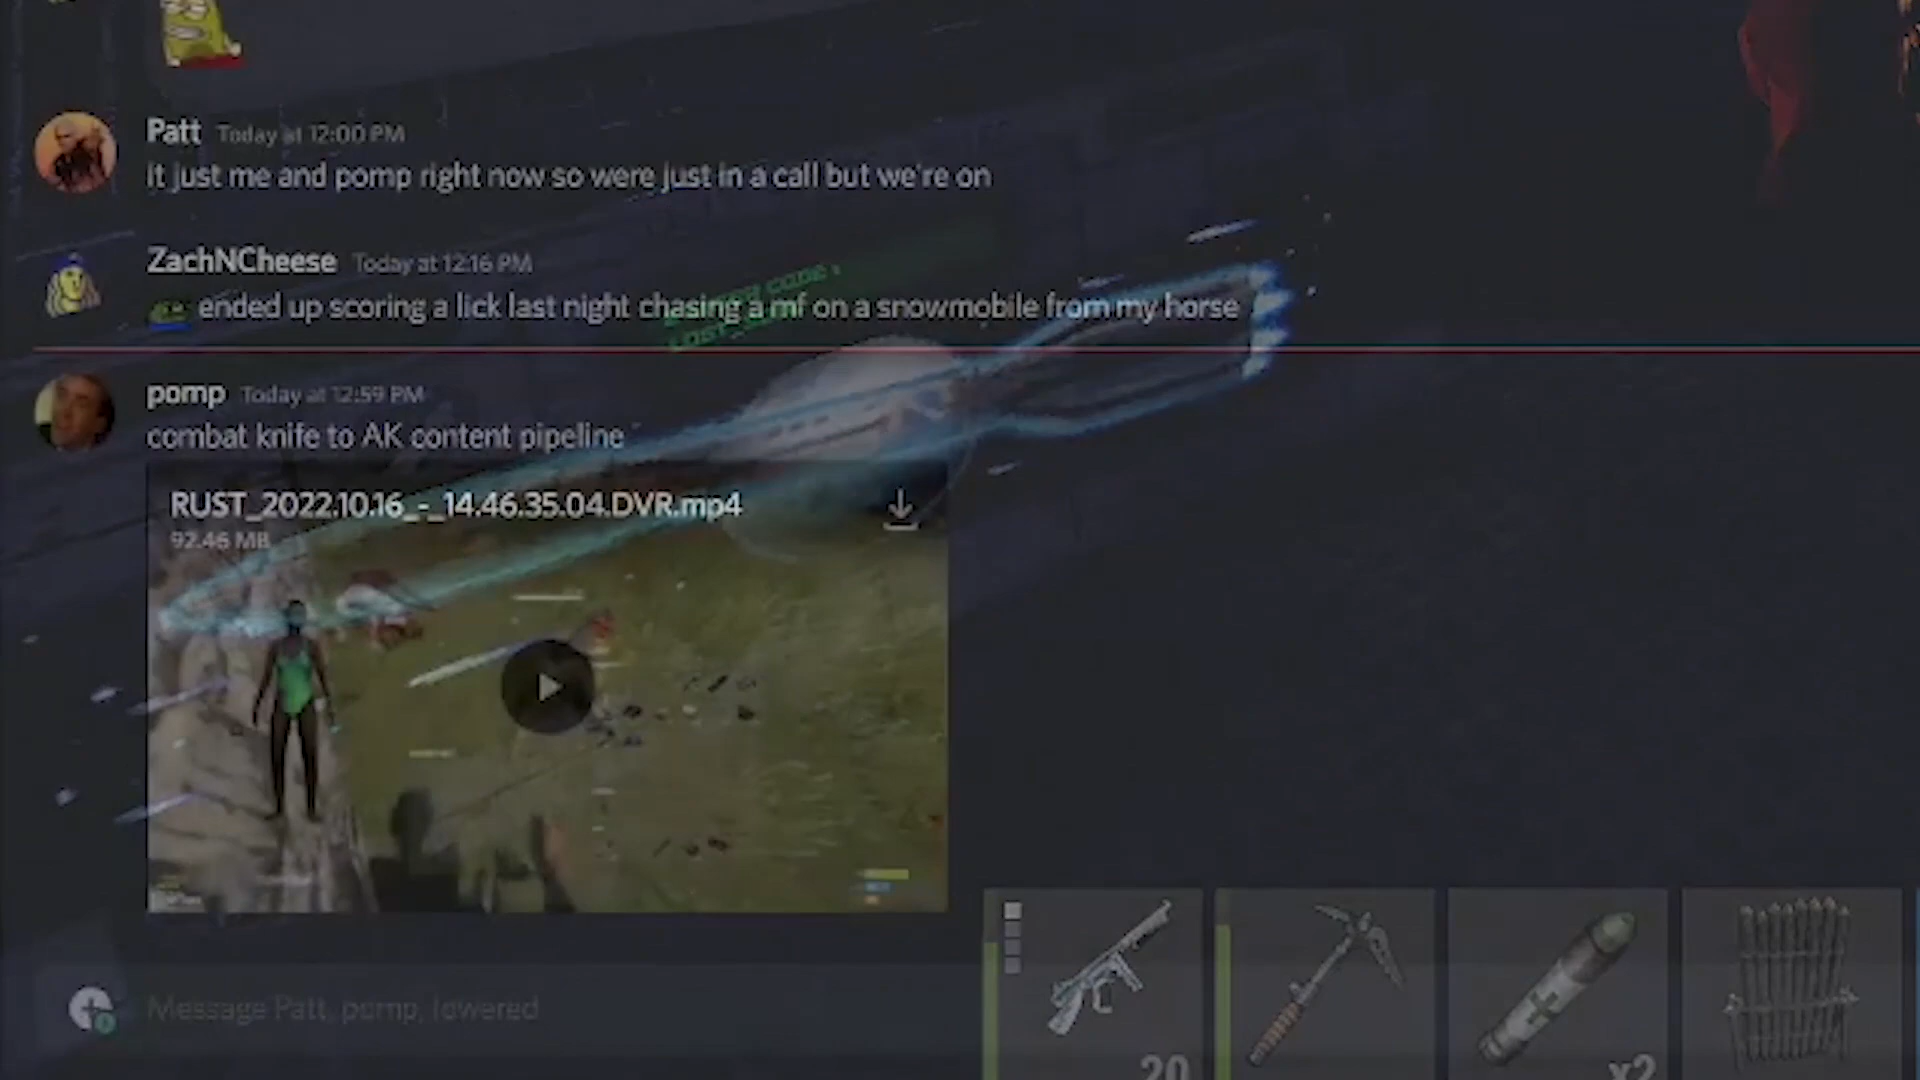 Patt Today at 12:00 PM
it just me and pomp right now so were just in a call but we're on
ZachNCheese Today at 12:16 PM
ended up scoring a lick last night chasing a mf on a snowmobile from my horse
pomp Today at 12:59 PM
combat knife to AK content pipeline
RUST_2022.10.16_-_14.46.35.04.DVR.mp4
92.46 MB
Message Patt, pomp, lowered
20
x2